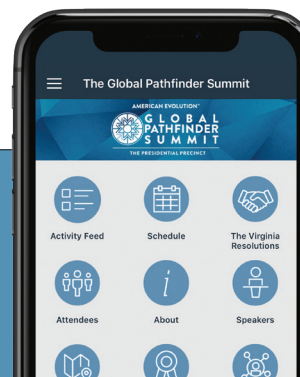 The Global Pathfinder Summit
AMERICAN EVOLUTION™
GLOBAL
PATHFINDER
SUMMIT
THE PRESIDENTIAL PRECINCT
Activity Feed
Schedule
The Virginia
Resolutions
Attendees
About
Speakers